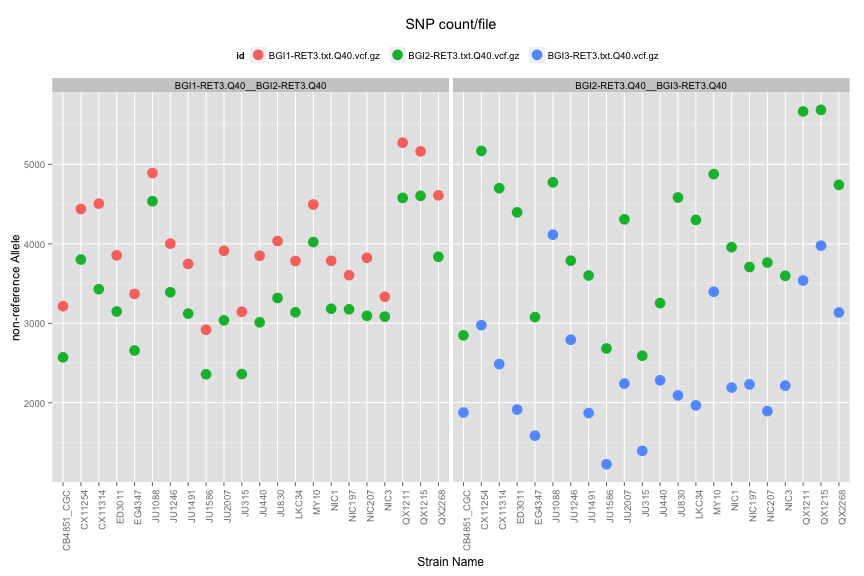 SNP count/file
id BGI1-RET3.txt.Q40.vcf.gz BGI2-RET3.txt.Q40.vcf.gz BGI3-RET3.txt.Q40.vcf.gz
BGI1-RET3.Q40__BGI2-RET3.Q40 BGI2-RET3.Q40__BGI3-RET3.Q40
non-reference Allele
5000
4000
3000
2000
CB4851_CGC CX11254 CX11314 ED3011 EG4347 JU1088 JU1246 JU1491 JU1586 JU2007 JU315 JU440 JU830 LKC34 MY10 NIC1 NIC197 NIC207 NIC3 QX1211 QX1215 QX2268 CB4851_CGC CX11254 CX11314 ED3011 EG4347 JU1088 JU1246 JU1491 JU1586 JU2007 JU315 JU440 JU830 LKC34 MY10 NIC1 NIC197 NIC207 NIC3 QX1211 QX1215 QX2268
Strain Name